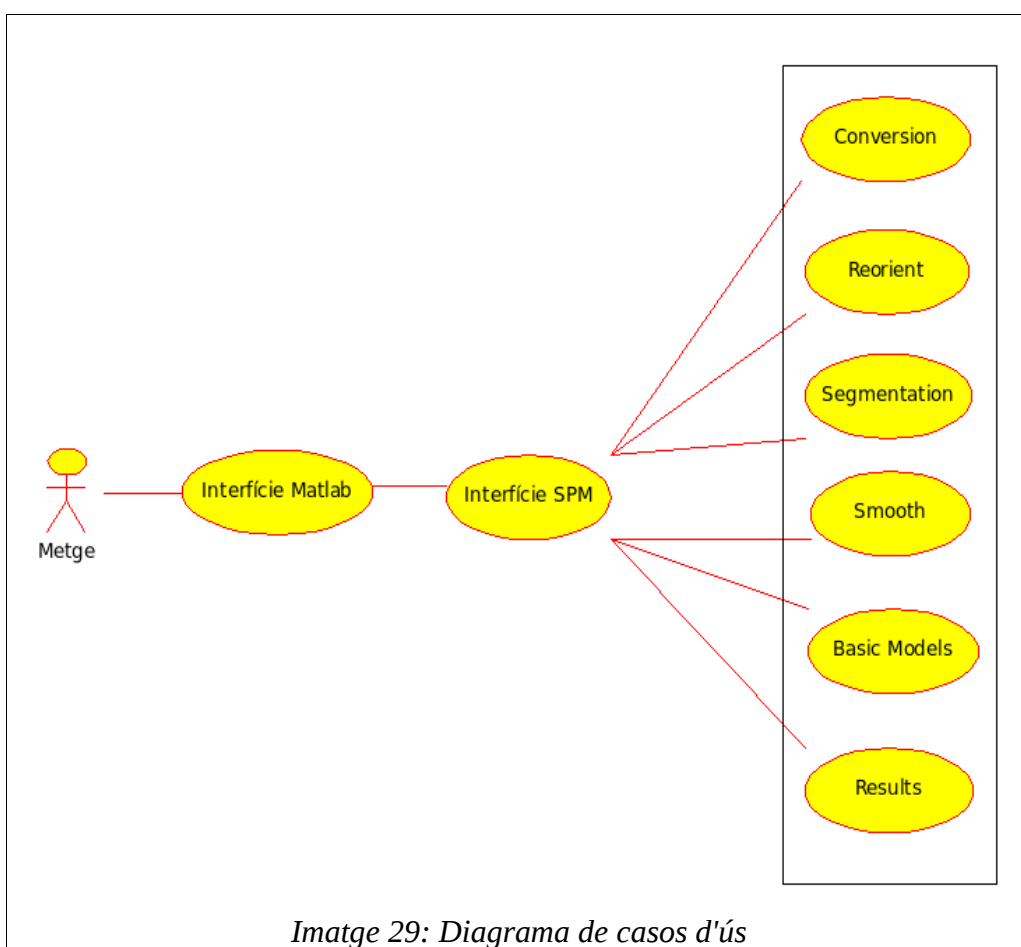 Conversion
Reorient
Segmentation
Interfície Matlab
Interfície SPM
Smooth
Metge
Basic Models
Results
Imatge 29: Diagrama de casos d'ús